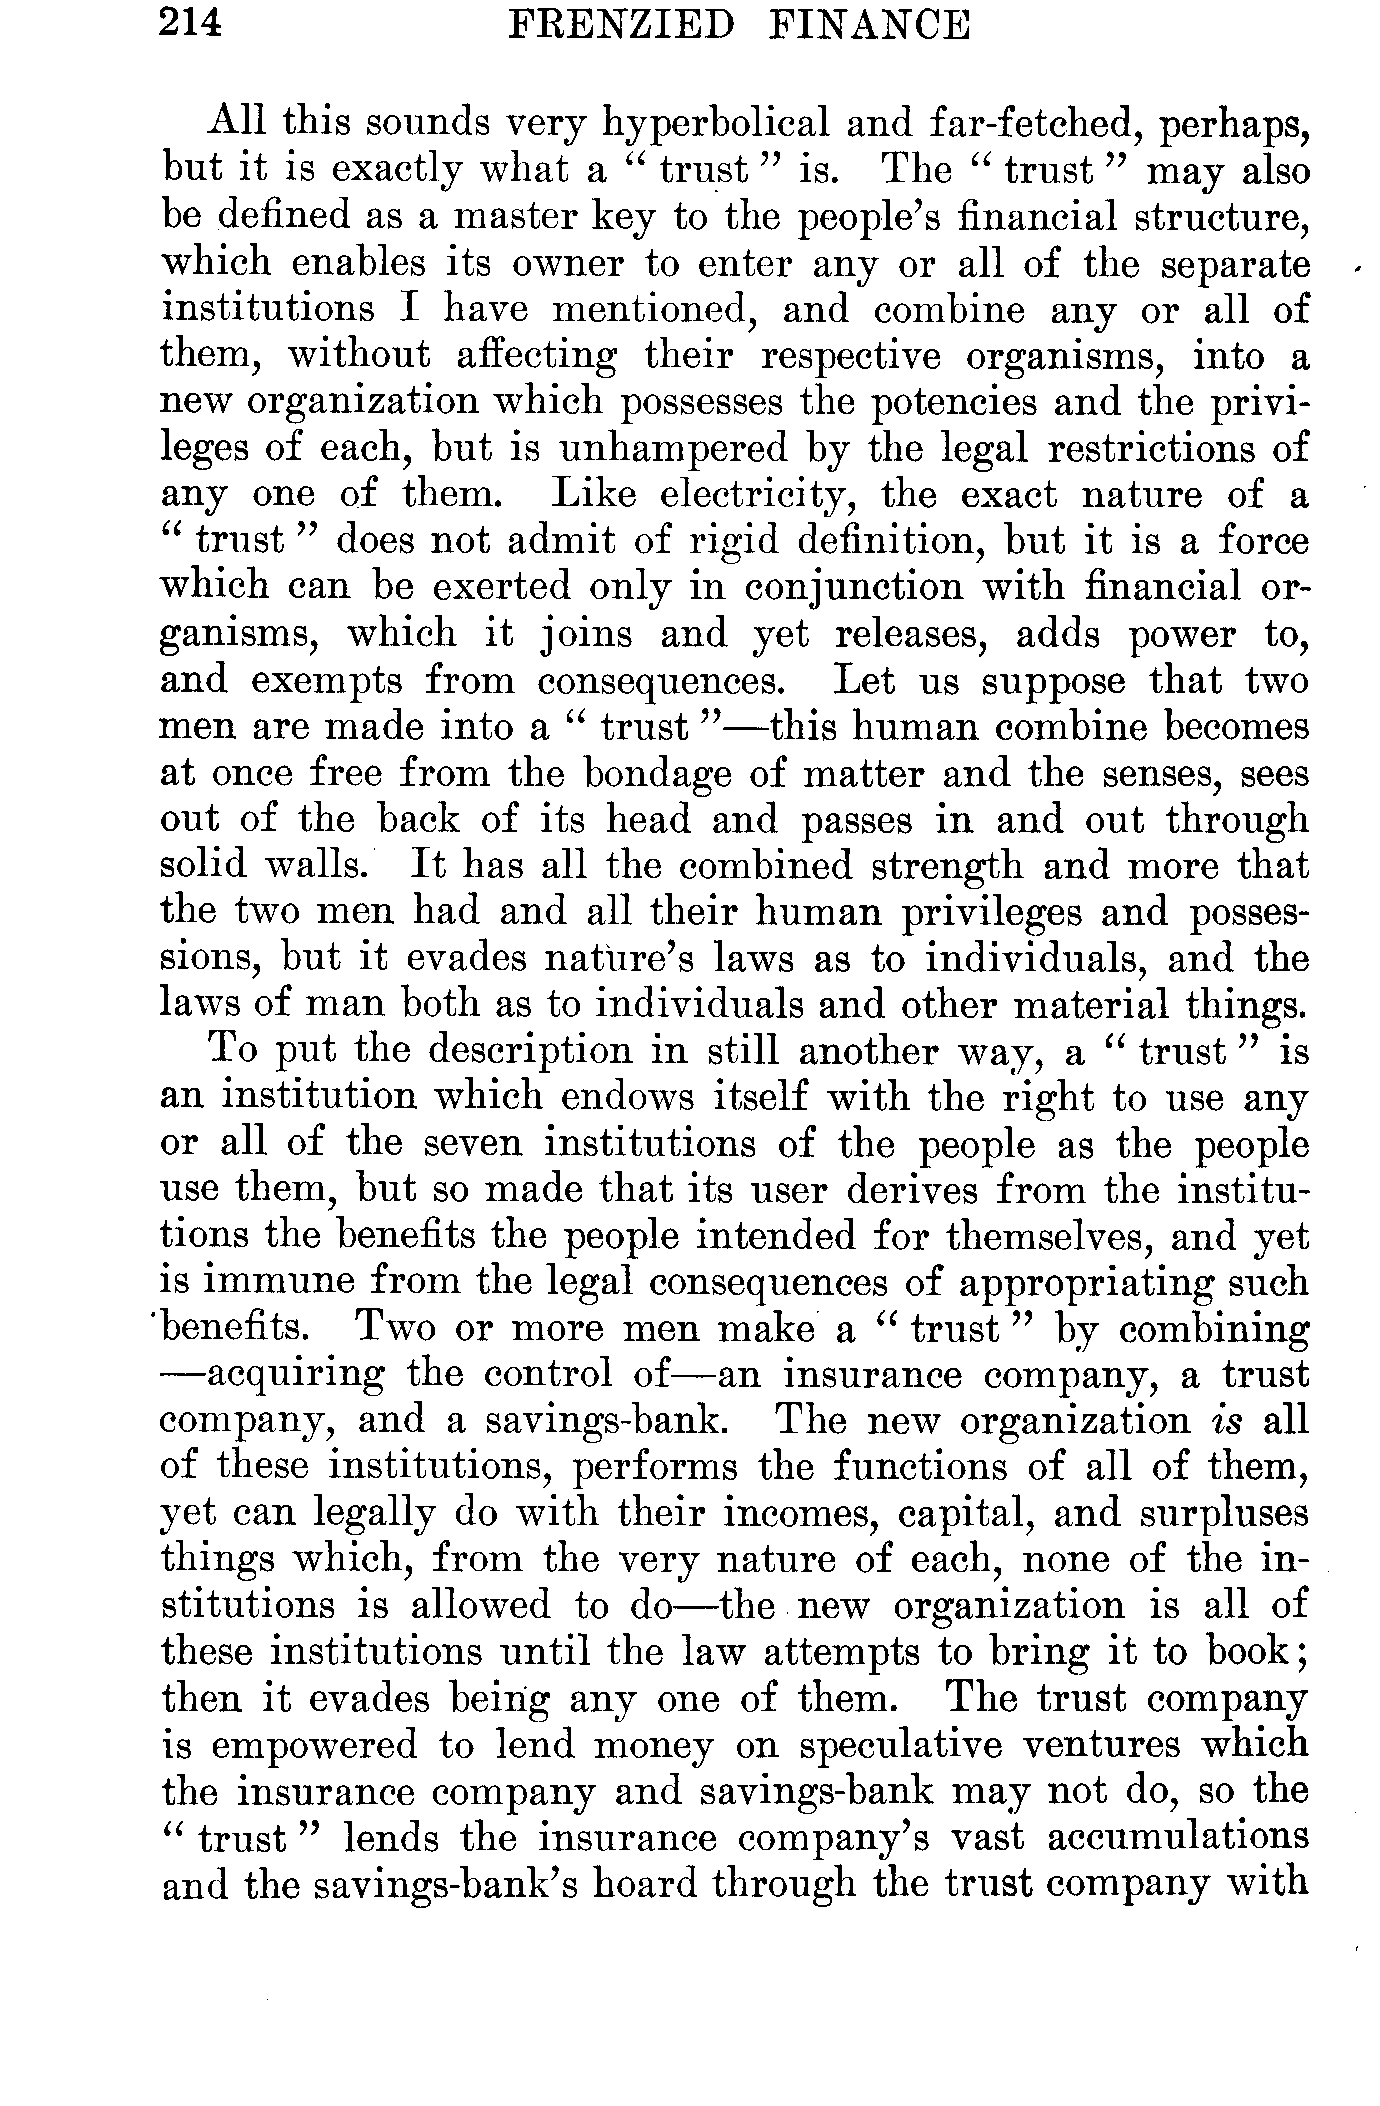 214 FRENZIED FINANCE
All this sounds very hyperbolical and far-fetched, perhaps,
but it is exactly what a “ trust ” is. The “ trust ” may also
be defined as a master key to the people’s financial structure,
which enables its owner to enter any or all of the separate
institutions I have mentioned, and combine any or all of
them, without affecting their respective organisms, into a
new organization which possesses the potencies and the privi-
leges of each, but is unhampered by the legal restrictions of
any one of them. Like electricity, the exact nature of a
“ trust ” does not admit of rigid definition, but it is a force
which can be exerted only in conjunction with financial or-
ganisms, which it joins and yet releases, adds power to,
and exempts from consequences. Let us suppose that two
men are made into a “ trust ”—this human combine becomes
at once free from the bondage of matter and the senses, sees
out of the back of its head and passes in and out through
solid walls. It has all the combined strength and more that
the two men had and all their human privileges and posses-
sions, but it evades nature’s laws as to individuals, and the
laws of man both as to individuals and other material things.
To put the description in still another way, a “ trust ” is
an institution which endows itself with the right to use any
or all of the seven institutions of the people as the people
use them, but so made that its user derives from the institu-
tions the benefits the people intended for themselves, and yet
is immune from the legal consequences of appropriating such
benefits. Two or more men make a “ trust ” by combining
—acquiring the control of—an insurance company, a trust
company, and a savings-bank. The new organization is all
of these institutions, performs the functions of all of them,
yet can legally do with their incomes, capital, and surpluses
things which, from the very nature of each, none of the in-
stitutions is allowed to do—the new organization is all of
these institutions until the law attempts to bring it to book;
then it evades being any one of them. The trust company
is empowered to lend money on speculative ventures which
the insurance company and savings-bank may not do, so the
“ trust ” lends the insurance company’s vast accumulations
and the savings-bank’s hoard through the trust company with